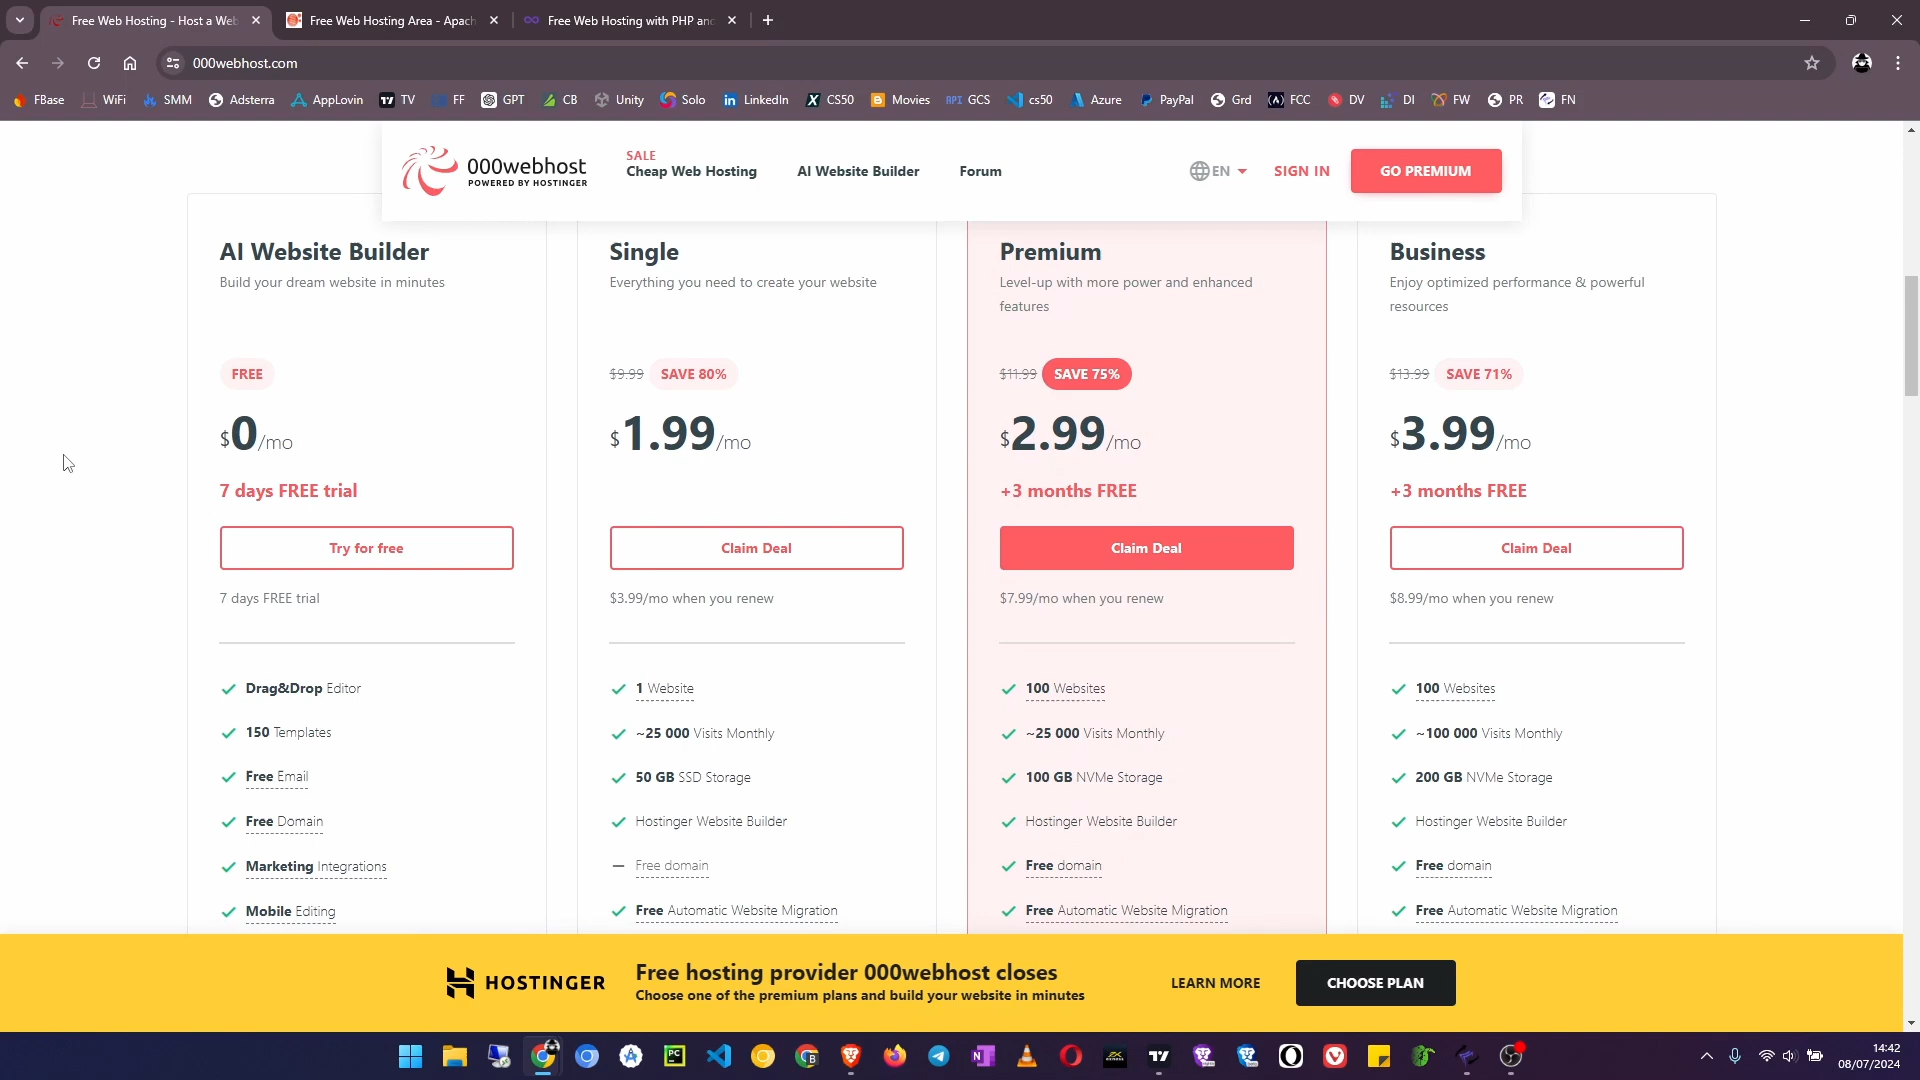 Free Web Hosting - Host a Web
Free Web Hosting Area - Apach
Free Web Hosting with PHP and
000webhost.com
FBase
WiFi
SMM
Adsterra
AppLovin
TV
FF
GPT
CB
Unity
Solo
LinkedIn
CS50
Movies
API GCS
cs50
Azure
PayPal
Grd
FCC
DV
DI
FW
PR
FN
000webhost
POWERED BY HOSTINGER
SALE
Cheap Web Hosting
AI Website Builder
Forum
EN
SIGN IN
GO PREMIUM
AI Website Builder
Build your dream website in minutes
FREE
$0/mo
7 days FREE trial
Try for free
7 days FREE trial
Drag&Drop Editor
150 Templates
Free Email
Free Domain
Marketing Integrations
Mobile Editing
Single
Everything you need to create your website
$9.99 SAVE 80%
$1.99/mo
Claim Deal
$3.99/mo when you renew
1 Website
~25 000 Visits Monthly
50 GB SSD Storage
Hostinger Website Builder
Free domain
Free Automatic Website Migration
Premium
Level-up with more power and enhanced
features
$11.99 SAVE 75%
$2.99/mo
+3 months FREE
Claim Deal
$7.99/mo when you renew
100 Websites
~25 000 Visits Monthly
100 GB NVMe Storage
Hostinger Website Builder
Free domain
Free Automatic Website Migration
Business
Enjoy optimized performance & powerful
resources
$13.99 SAVE 71%
$3.99/mo
+3 months FREE
Claim Deal
$8.99/mo when you renew
100 Websites
~100 000 Visits Monthly
200 GB NVMe Storage
Hostinger Website Builder
Free domain
Free Automatic Website Migration
HOSTINGER
Free hosting provider 000webhost closes
Choose one of the premium plans and build your website in minutes
LEARN MORE
CHOOSE PLAN
14:42
08/07/2024